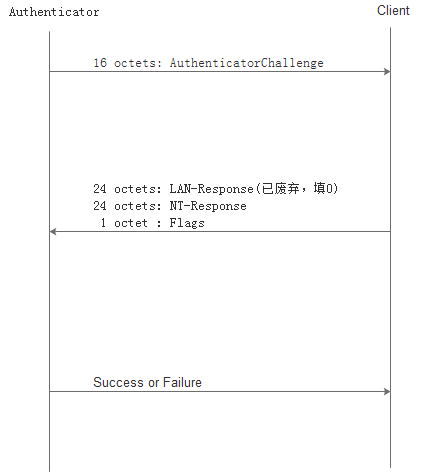 Authenticator
Client
16 octets: AuthenticatorChallenge
24 octets: LAN-Response(已废弃，填0)
24 octets: NT-Response
1 octet : Flags
Success or Failure